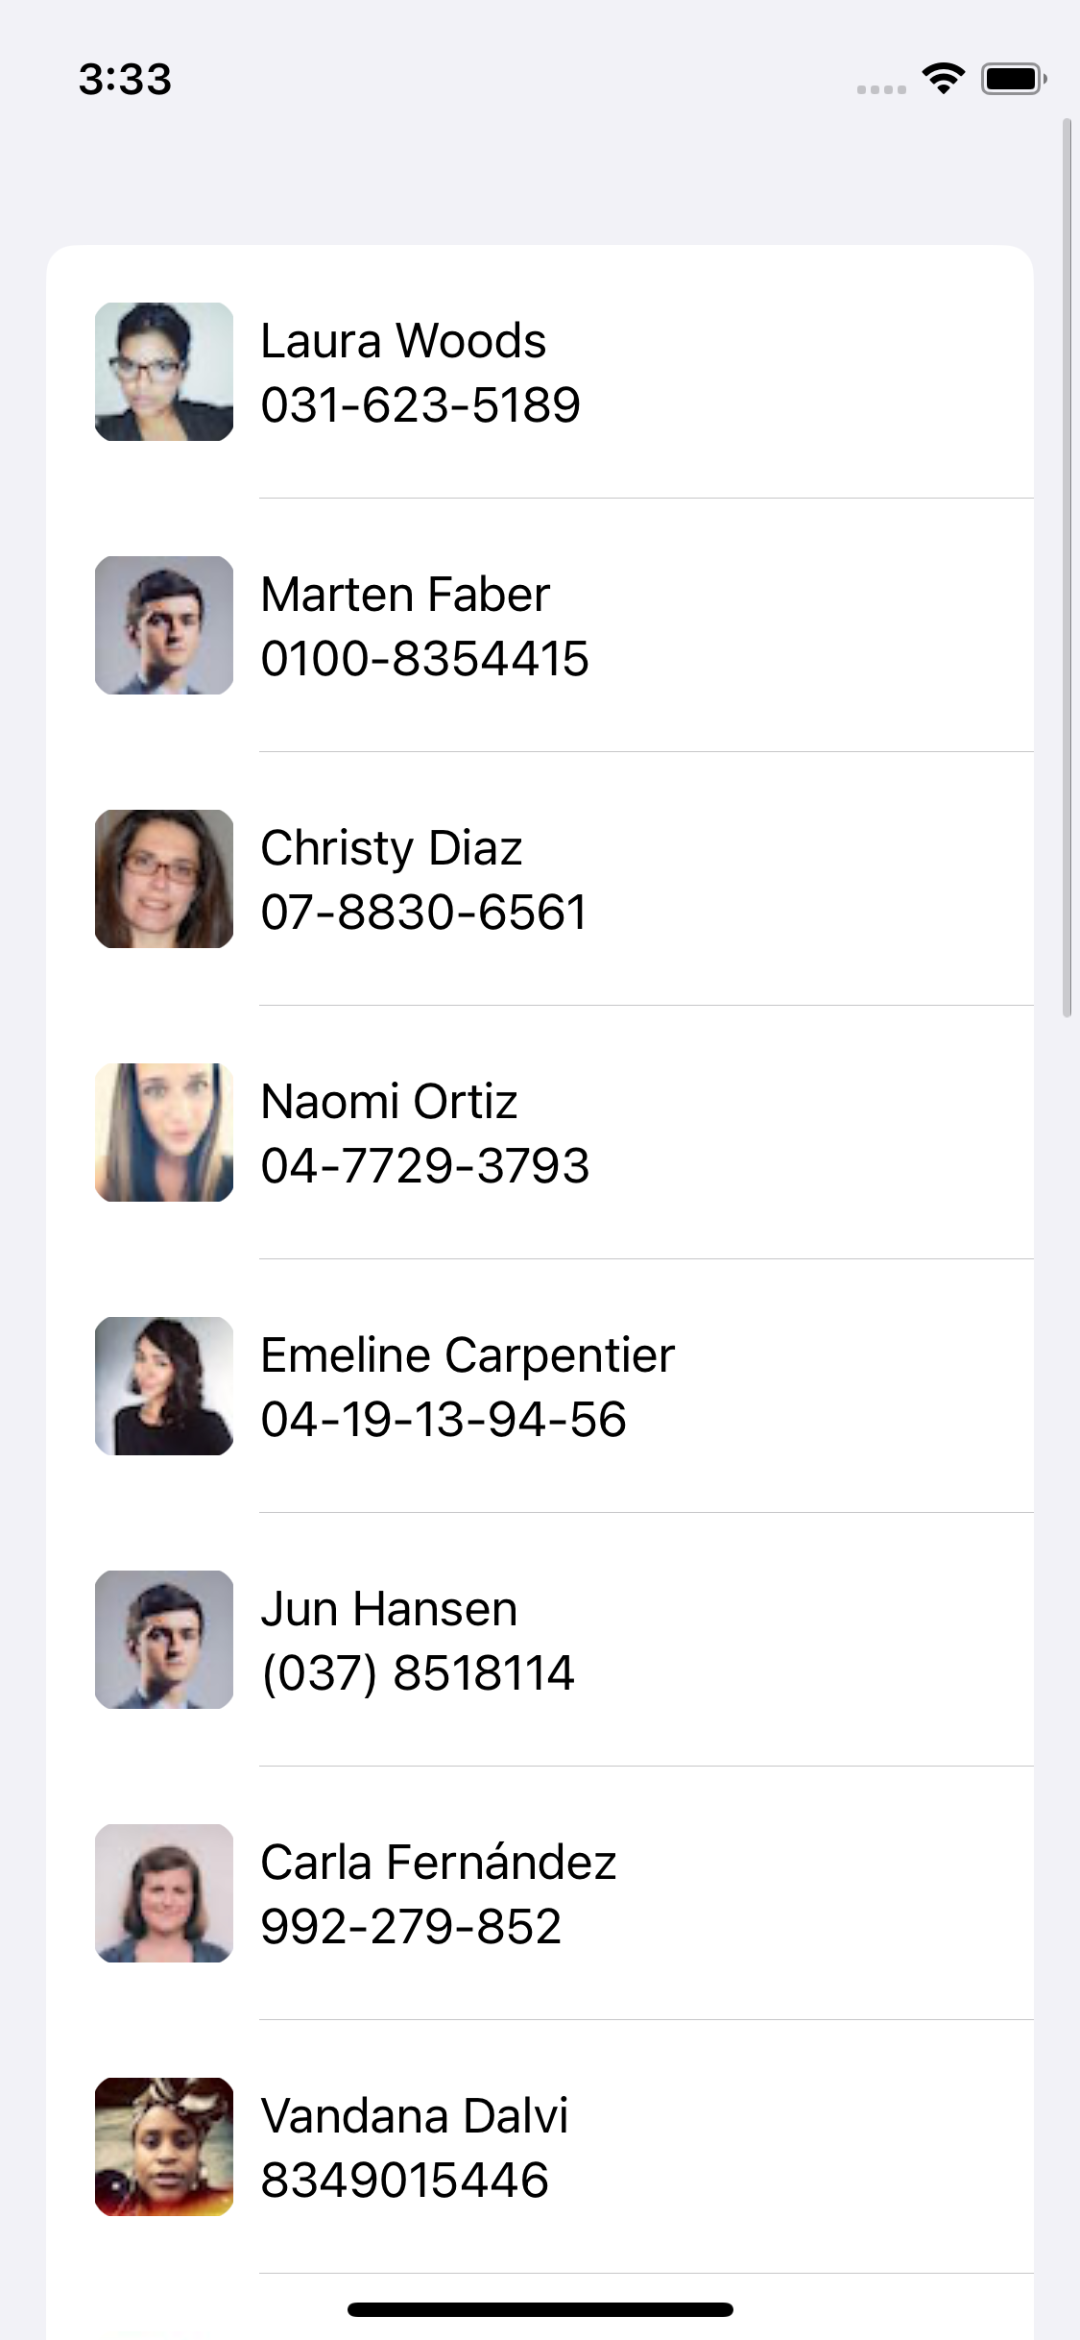 3:33
Laura Woods
031-623-5189
Marten Faber
0100-8354415
Christy Diaz
07-8830-6561
Naomi Ortiz
04-7729-3793
Emeline Carpentier
04-19-13-94-56
Jun Hansen
(037) 8518114
Carla Fernández
992-279-852
Vandana Dalvi
8349015446